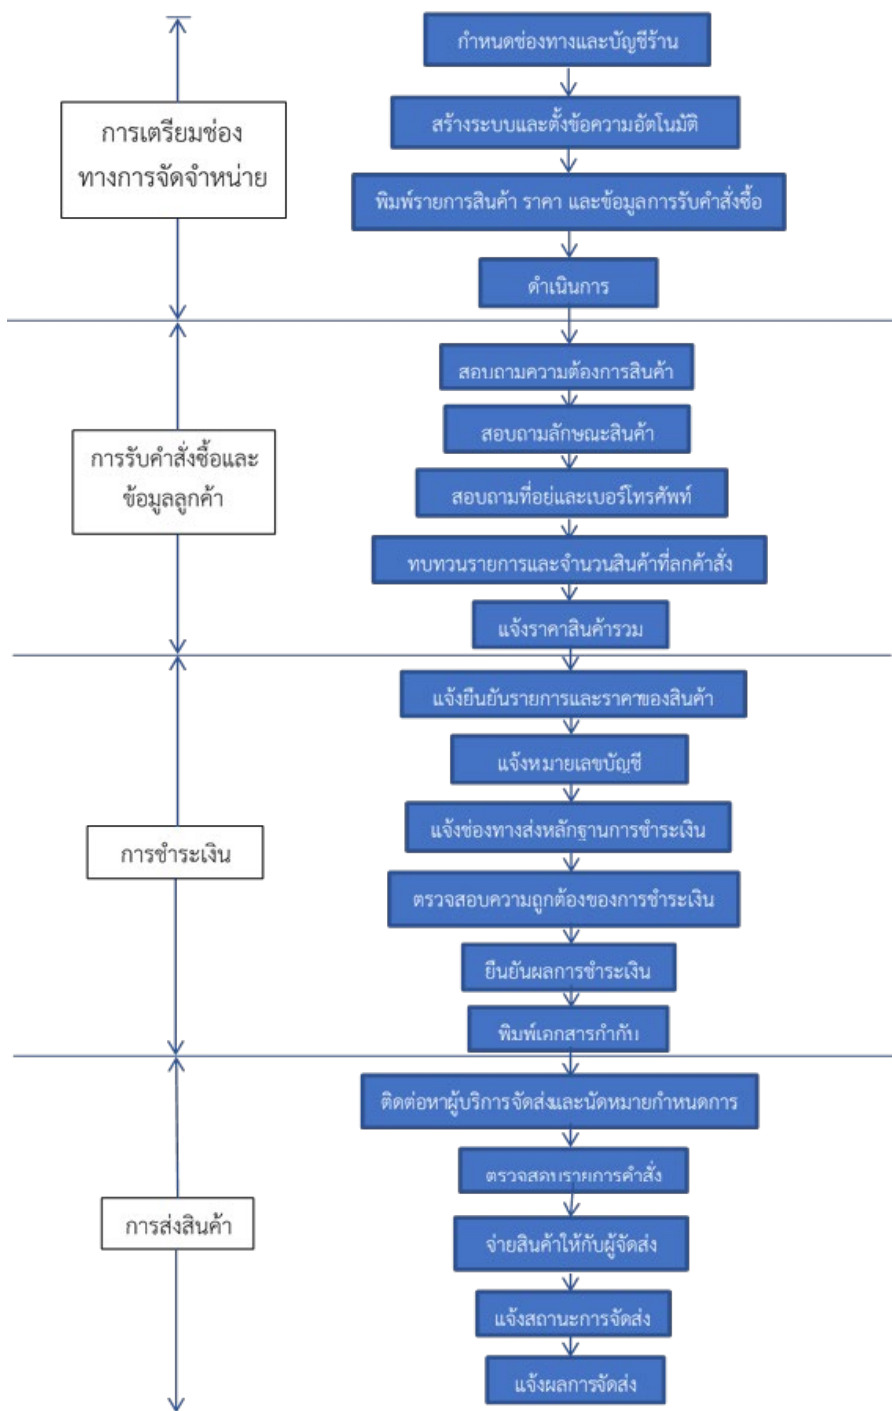 กำหนดช่องทางและบัญชีร้าน
การเตรียมช่อง
ทางการจัดจำหน่าย
สร้างระบบและตั้งข้อความอัตโนมัติ
พิมพ์รายการสินค้า ราคา และข้อมูลการรับคำสั่งซื้อ
ดำเนินการ
การรับคำสั่งซื้อและ
ข้อมูลลูกค้า
สอบถามความต้องการสินค้า
สอบถามลักษณะสินค้า
สอบถามที่อยู่และเบอร์โทรศัพท์
ทบทวนรายการและจำนวนสินค้าที่ลูกค้าสั่ง
แจ้งราคาสินค้ารวม
การชำระเงิน
แจ้งยืนยันรายการและราคาของสินค้า
แจ้งหมายเลขบัญชี
แจ้งช่องทางส่งหลักฐานการชำระเงิน
ตรวจสอบความถูกต้องของการชำระเงิน
ยืนยันผลการชำระเงิน
พิมพ์เอกสารกำกับ
การส่งสินค้า
ติดต่อหาผู้บริการจัดส่งและนัดหมายกำหนดการ
ตรวจสอบรายการคำสั่ง
จ่ายสินค้าให้กับผู้จัดส่ง
แจ้งสถานะการจัดส่ง
แจ้งผลการจัดส่ง